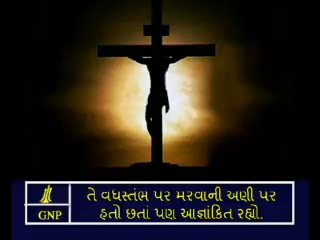 તે વધસ્તંભ પર મરવાની અણી પર
હતો છતાં પણ આજ્ઞાંકિત રહ્યો.
GNP